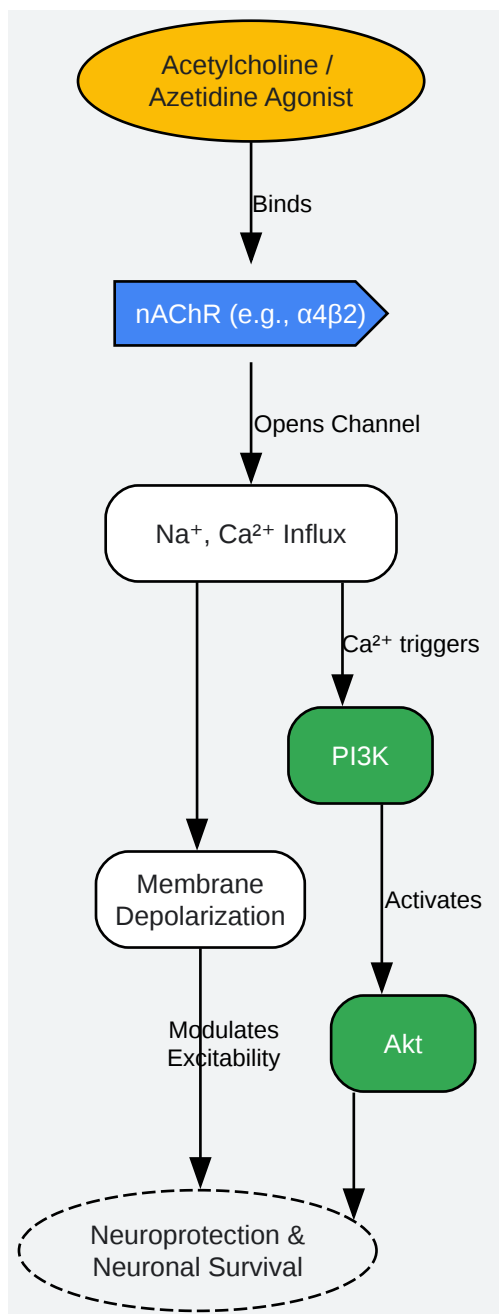 Acetylcholine /
Azetidine Agonist
Binds
nAChR (e.g., α4β2)
Opens Channel
Na⁺, Ca²⁺ Influx
Ca²⁺ triggers
PI3K
Membrane
Depolarization
Activates
Modulates
Excitability
Akt
Neuroprotection &
Neuronal Survival